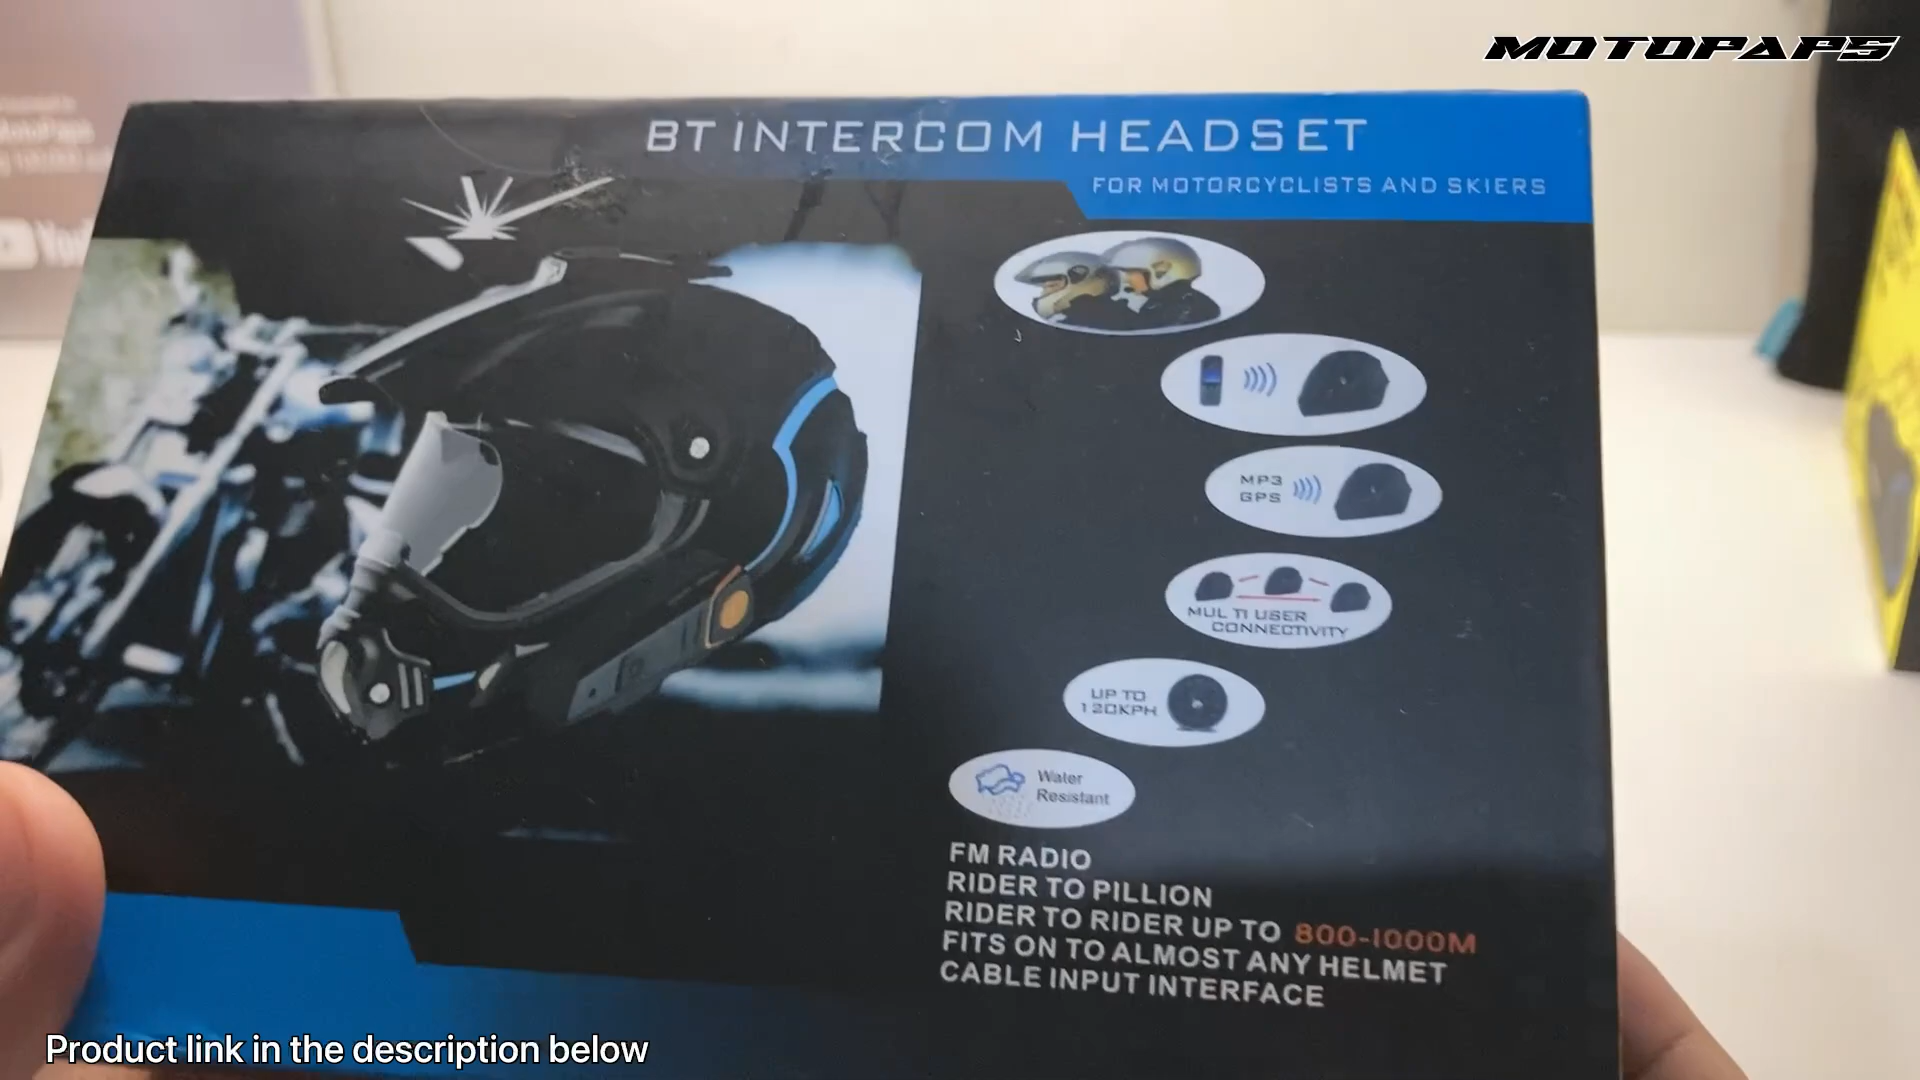 MOTOPAPS
BT INTERCOM HEADSET
FOR MOTORCYCLISTS AND SKIERS
MotoPaps
MP3
GPS
MUL TI USER
CONNECTIVITY
UP TO
120KPH
Water
Resistant
FM RADIO
RIDER TO PILLION
RIDER TO RIDER UP TO 800-1000M
FITS ON TO ALMOST ANY HELMET
CABLE INPUT INTERFACE
Product link in the description below